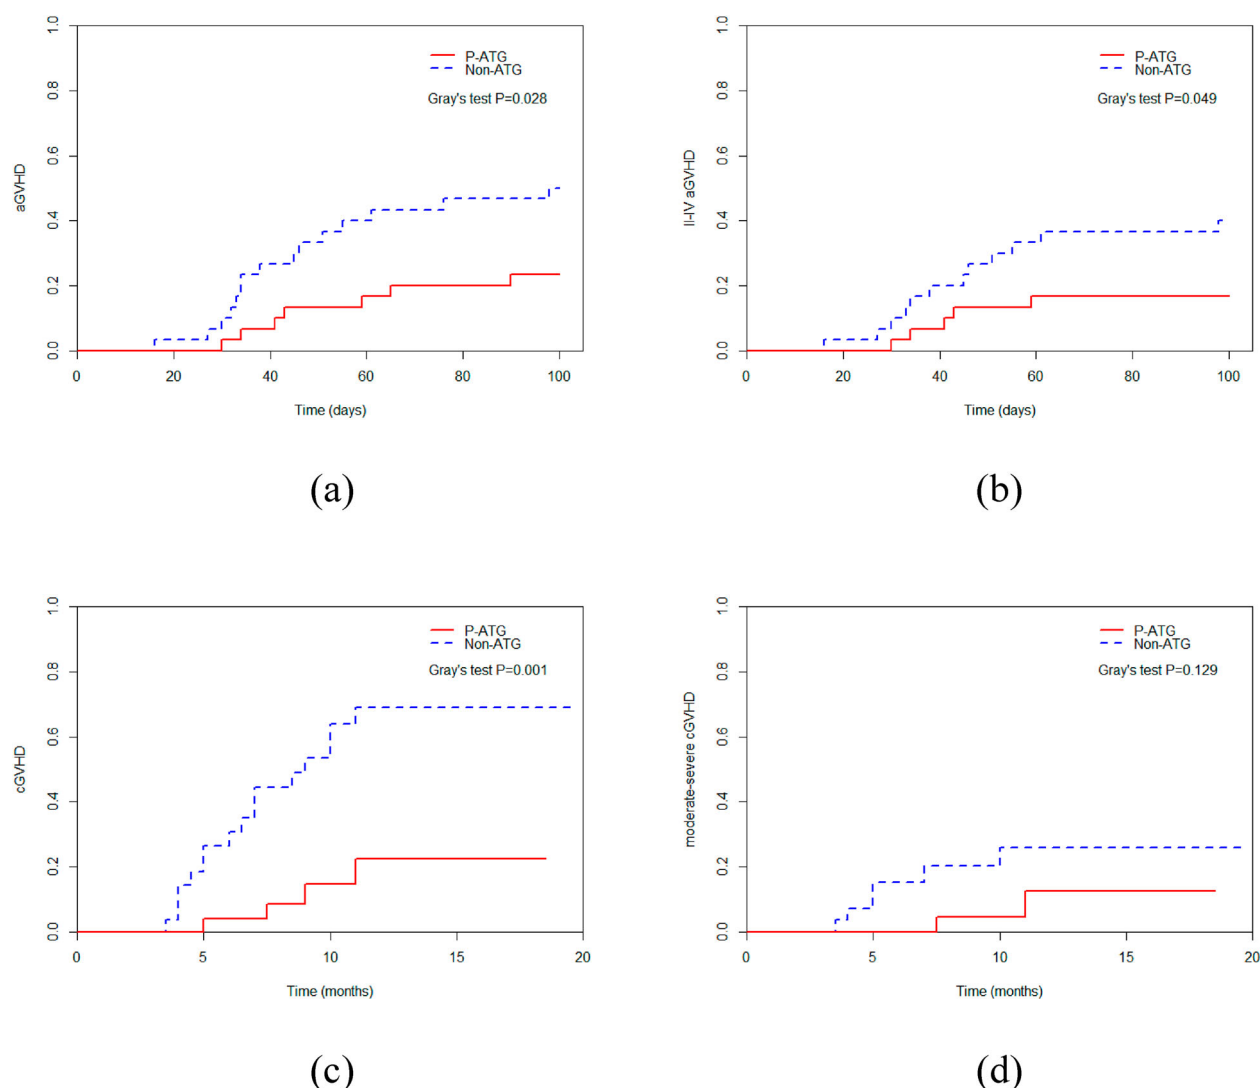 1.0
0.8
0.6
0.4
0.2
0.0
aGVHD
P-ATG
Non-ATG
Gray's test P=0.028
0 20 40 60 80 100
Time (days)
(a)
1.0
0.8
0.6
0.4
0.2
0.0
II-IV aGVHD
P-ATG
Non-ATG
Gray's test P=0.049
0 20 40 60 80 100
Time (days)
(b)
1.0
0.8
0.6
0.4
0.2
0.0
cGVHD
P-ATG
Non-ATG
Gray's test P=0.001
0 5 10 15 20
Time (months)
(c)
1.0
0.8
0.6
0.4
0.2
0.0
moderate-severe cGVHD
P-ATG
Non-ATG
Gray's test P=0.129
0 5 10 15 20
Time (months)
(d)